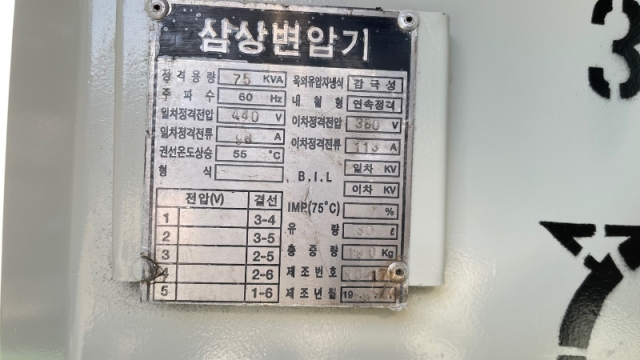 삼상변압기
정격용량 75 KVA 옥외유입자냉식 감극성
주파수 60 Hz 내철형 연속정격
일차정격전압 440 V 이차정격전압 380 V
일차정격전류 98 A 이차정격전류 113 A
권선온도상승 55 °C B.I.L 일차 KV
형식 이차 KV
전압(V) 결선 IMP.(75°C) %
1 3-4 유량 ℓ
2 3-5 총중량 Kg
3 2-5 제조번호
4 2-6 제조년월 19
5 1-6
3